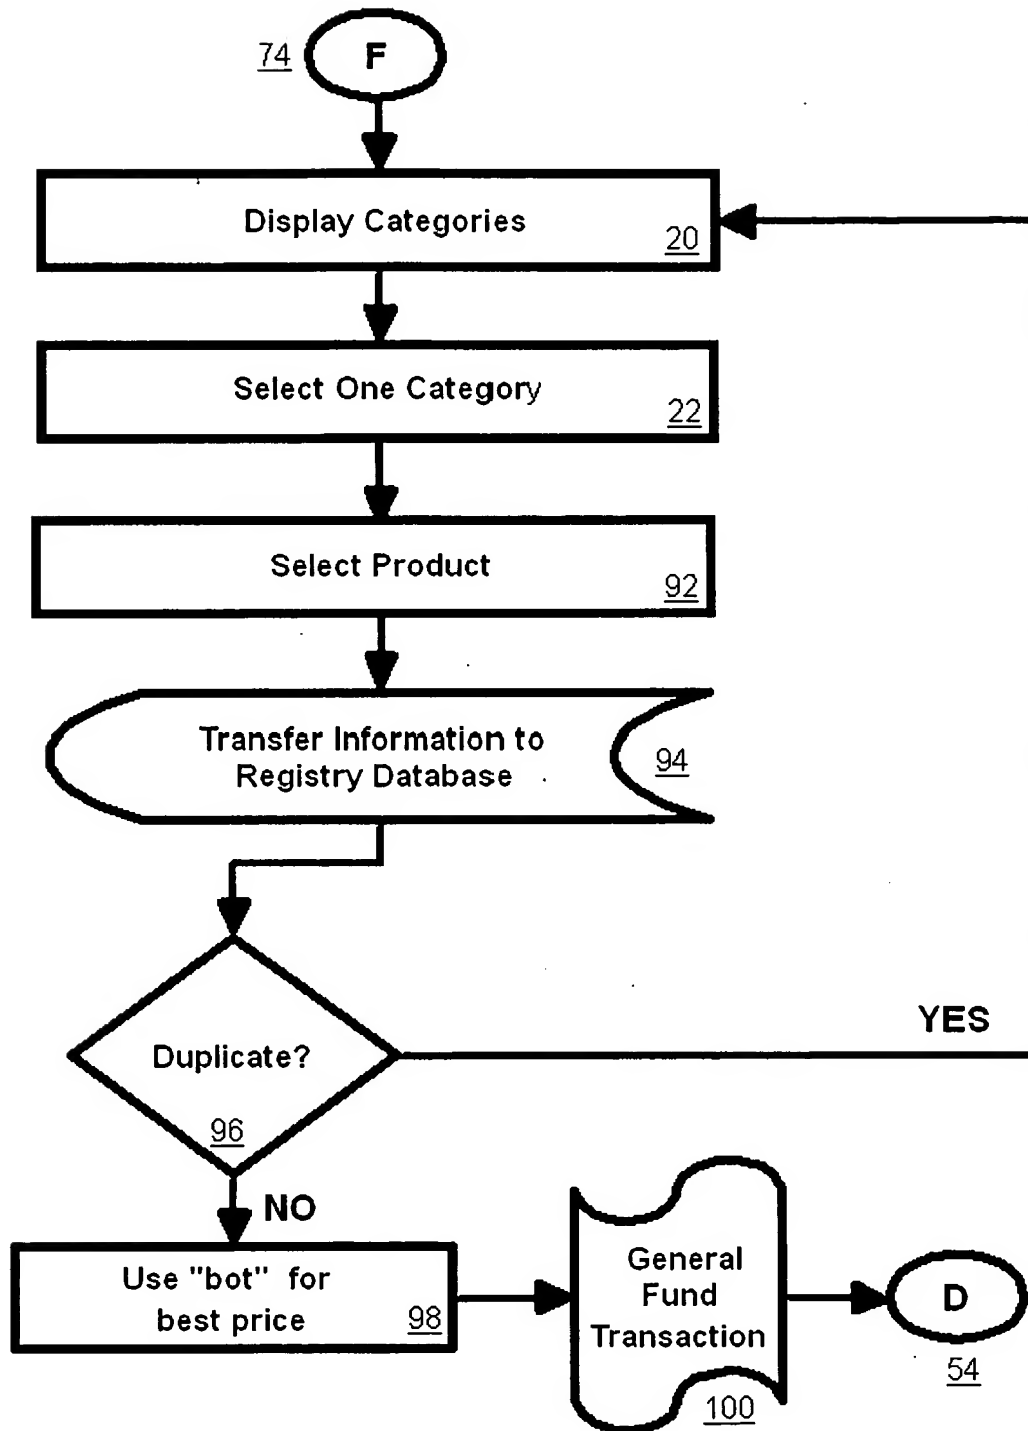 74
F
Display Categories
20
Select One Category
22
Select Product
92
Transfer Information to
Registry Database
94
Duplicate?
96
YES
NO
Use "bot" for
best price
98
General
Fund
Transaction
100
D
54